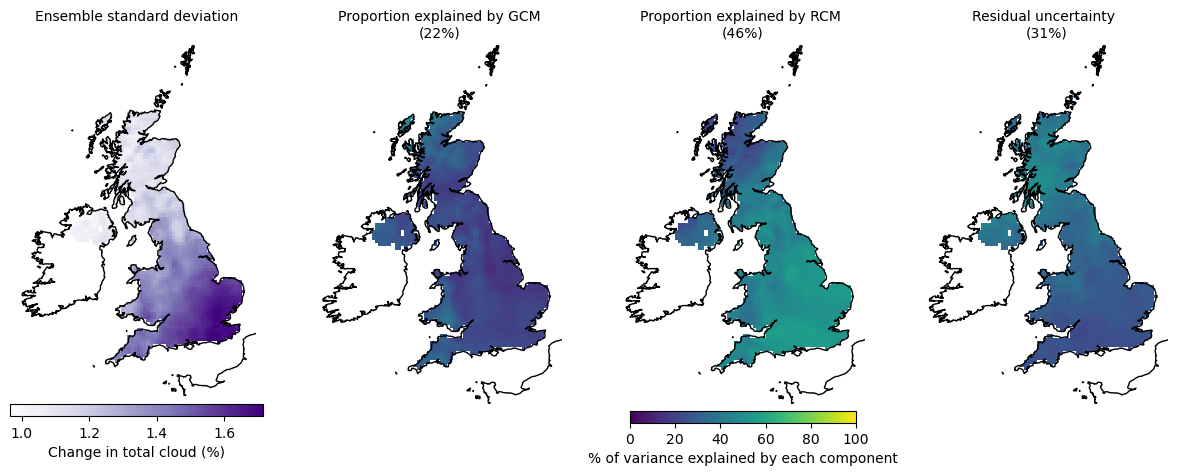 Ensemble standard deviation
Proportion explained by GCM
(22%)
Proportion explained by RCM
(46%)
Residual uncertainty
(31%)
1.0 1.2 1.4 1.6
Change in total cloud (%)
0 20 40 60 80 100
% of variance explained by each component